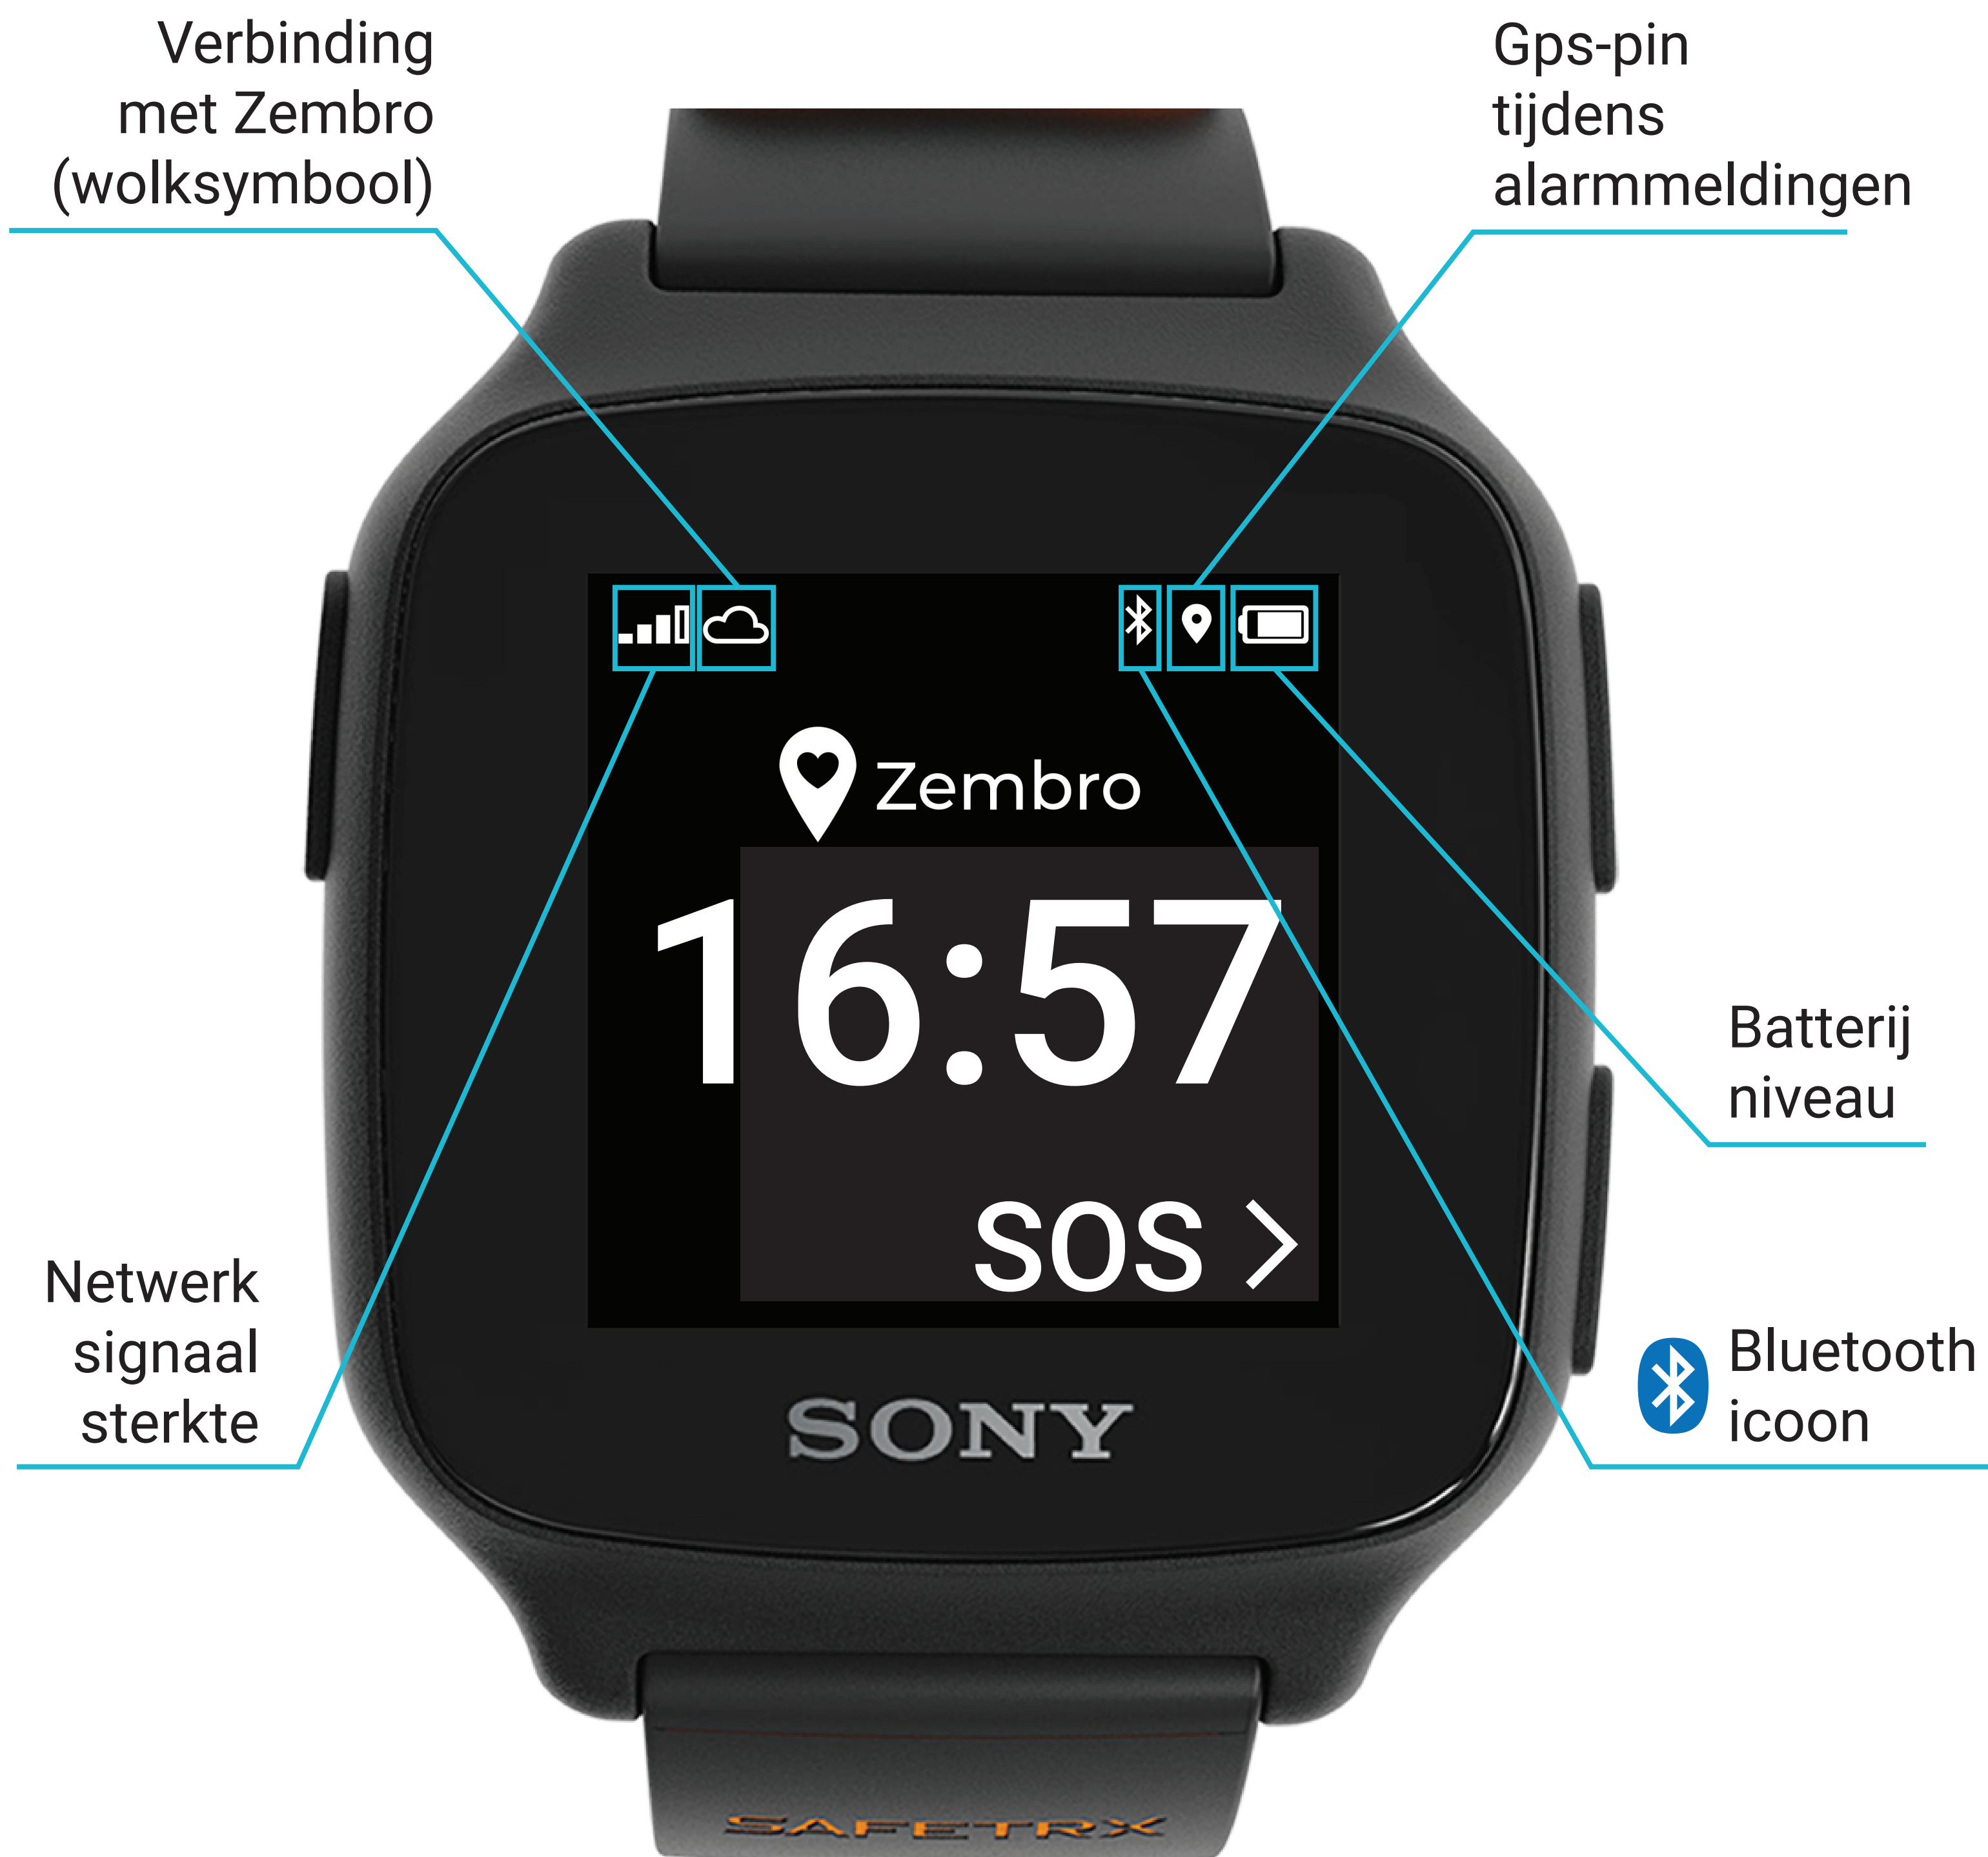 Verbinding
met Zembro
(wolksymbool)
Gps-pin
tijdens
alarmmeldingen
Zembro
16:57
SOS >
Batterij
niveau
Netwerk
signaal
sterkte
Bluetooth
icoon
SONY
SAFETRX